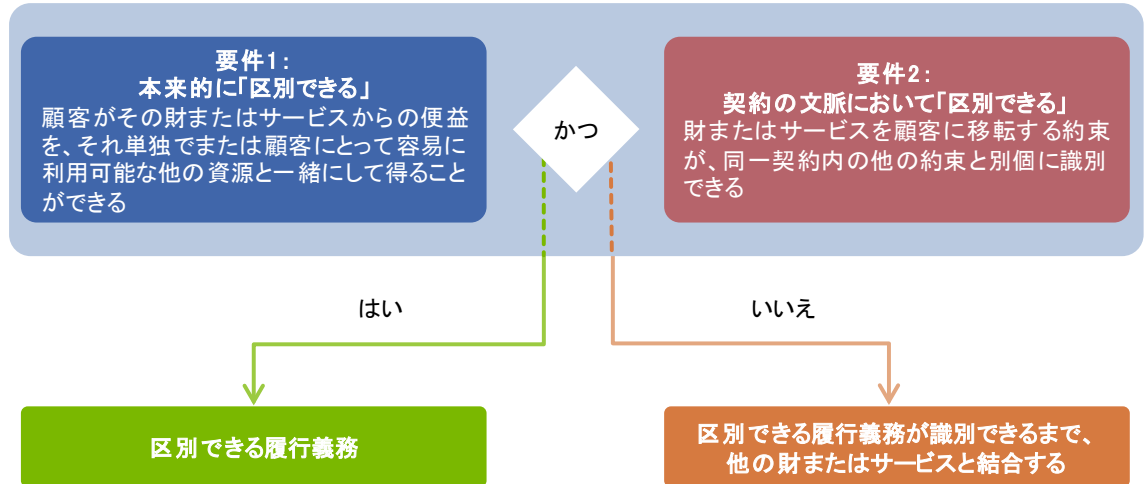 要件1:
本来的に「区別できる」
顧客がその財またはサービスからの便益
を、それ単独でまたは顧客にとって容易に
利用可能な他の資源と一緒にして得ること
ができる
かつ
要件2:
契約の文脈において「区別できる」
財またはサービスを顧客に移転する約束
が、同一契約内の他の約束と別個に識別
できる
はい
いいえ
区別できる履行義務
区別できる履行義務が識別できるまで、
他の財またはサービスと結合する